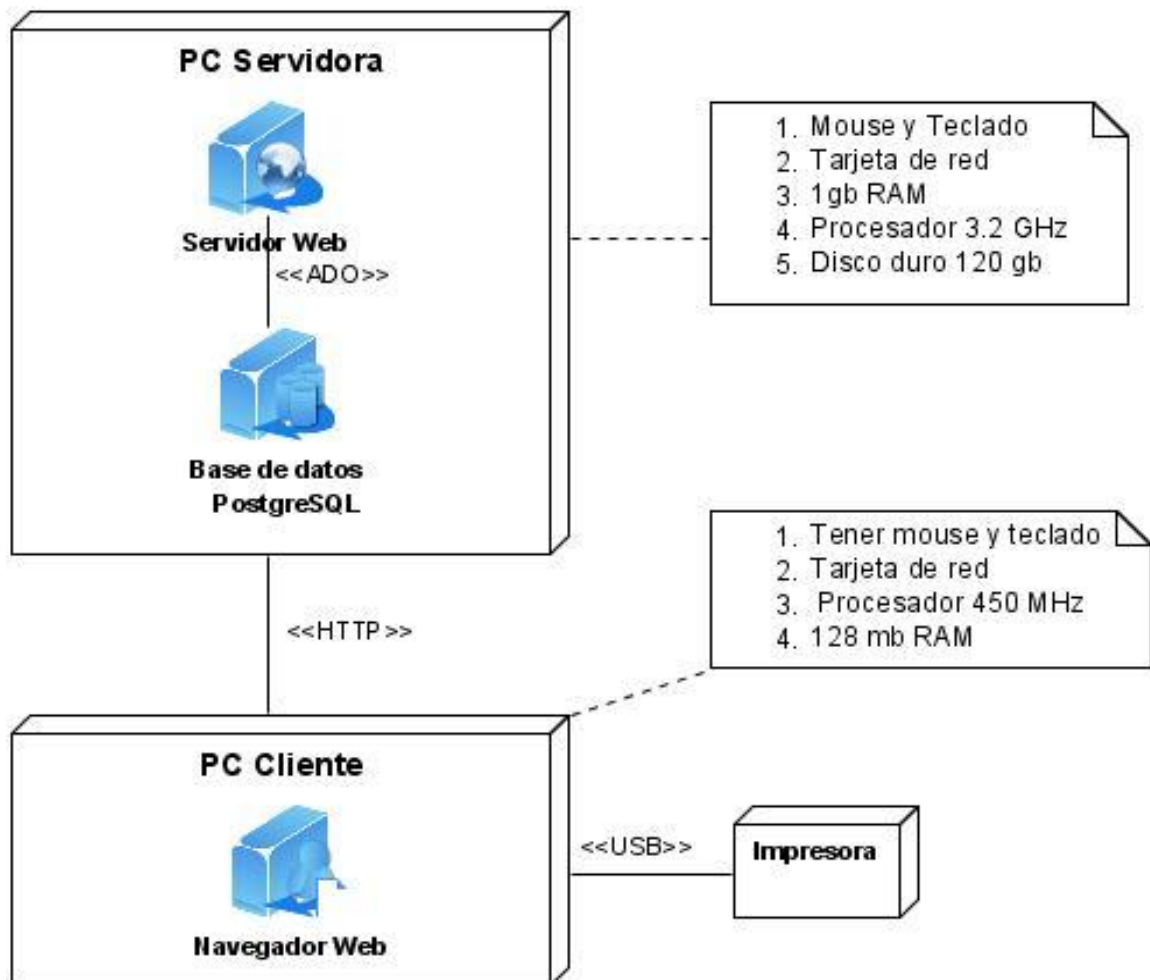 PC Servidora
Servidor Web
<<ADO>>
Base de datos
PostgreSQL
1. Mouse y Teclado
2. Tarjeta de red
3. 1gb RAM
4. Procesador 3.2 GHz
5. Disco duro 120 gb
<<HTTP>>
1. Tener mouse y teclado
2. Tarjeta de red
3. Procesador 450 MHz
4. 128 mb RAM
PC Cliente
Navegador Web
<<USB>>
Impresora